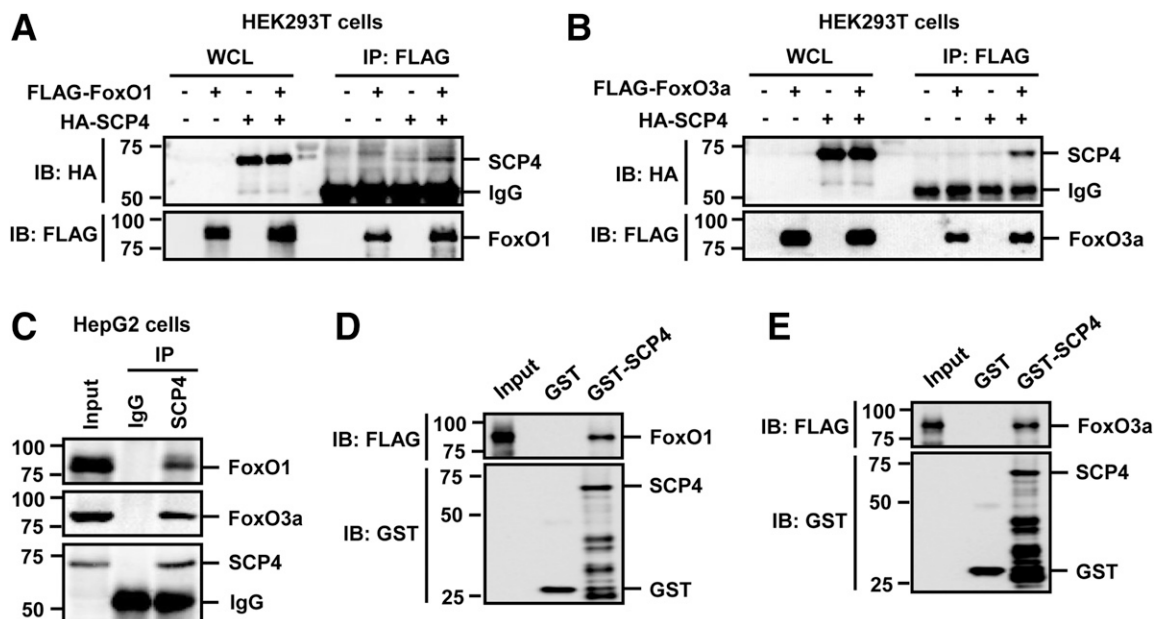 A
HEK293T cells
WCL IP: FLAG
FLAG-FoxO1 - + - + - + - +
HA-SCP4 - - + + - - + +
IB: HA
75
50
SCP4
IgG
IB: FLAG
100
75
FoxO1
B
HEK293T cells
WCL IP: FLAG
FLAG-FoxO3a - + - + - + - +
HA-SCP4 - - + + - - + +
IB: HA
75
50
SCP4
IgG
IB: FLAG
100
75
FoxO3a
C
HepG2 cells
IP
Input IgG SCP4
100
75
FoxO1
100
75
FoxO3a
75
50
SCP4
IgG
D
Input GST GST-SCP4
IB: FLAG
100
75
FoxO1
IB: GST
50
25
SCP4
GST
E
Input GST GST-SCP4
IB: FLAG
100
75
FoxO3a
IB: GST
50
25
SCP4
GST